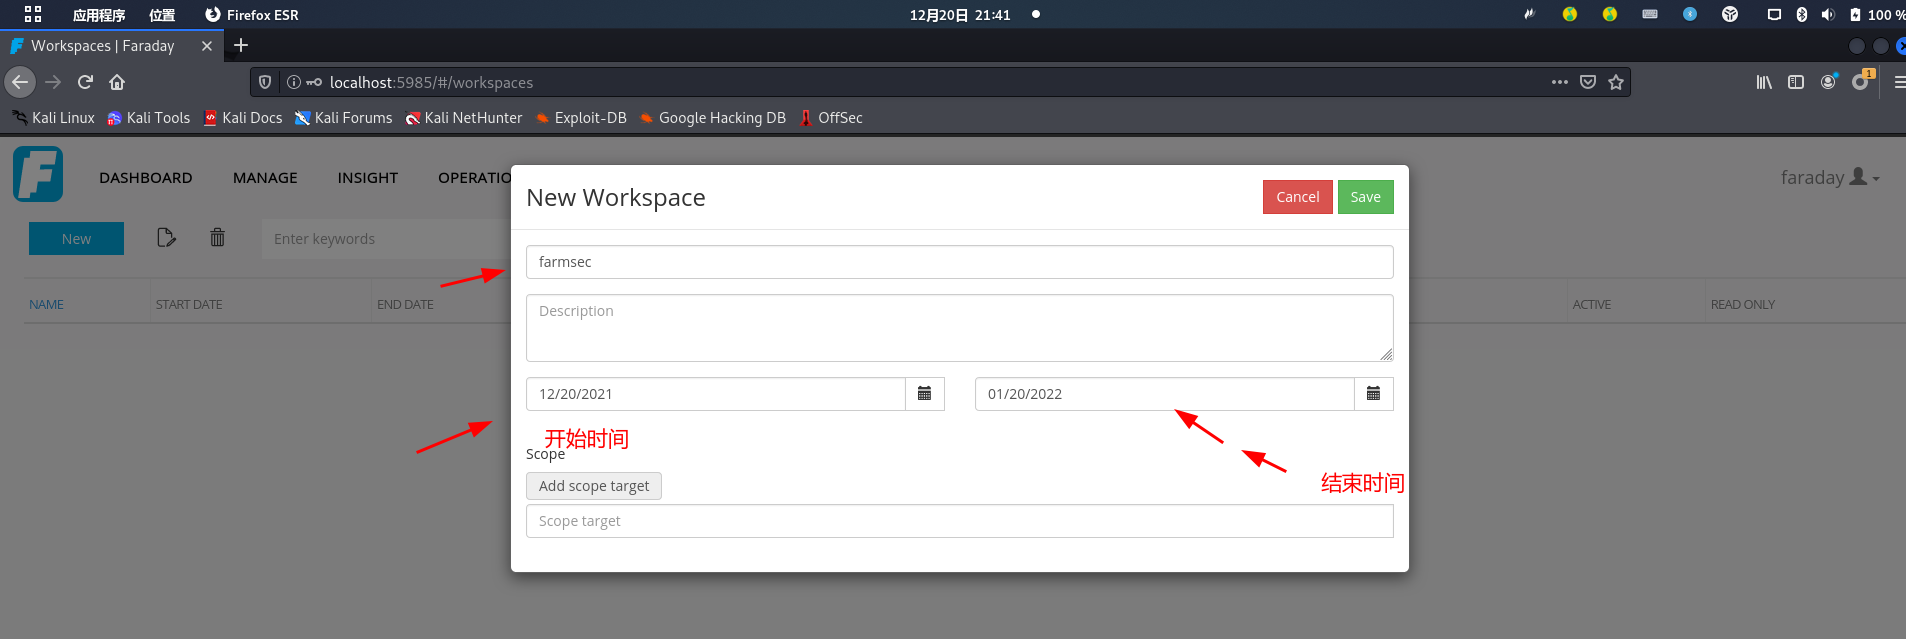 应用程序 位置 Firefox ESR 12月20日 21:41 100 %
Workspaces | Faraday
localhost:5985/#/workspaces 1
Kali Linux Kali Tools Kali Docs Kali Forums Kali NetHunter Exploit-DB Google Hacking DB OffSec
DASHBOARD MANAGE INSIGHT OPERATIO faraday
New Workspace Cancel Save
New Enter keywords
farmsec
NAME START DATE END DATE ACTIVE READ ONLY
Description
12/20/2021 01/20/2022
开始时间
Scope
结束时间
Add scope target
Scope target